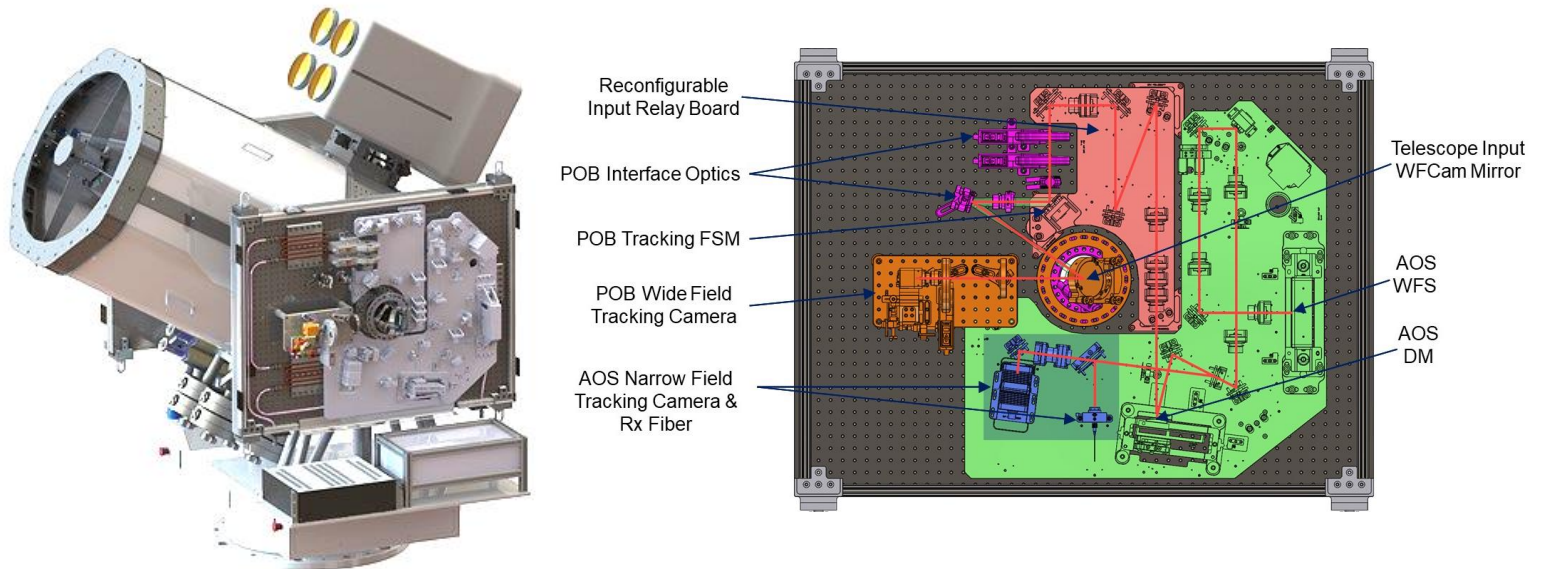 Reconfigurable
Input Relay Board
POB Interface Optics
POB Tracking FSM
POB Wide Field
Tracking Camera
AOS Narrow Field
Tracking Camera &
Rx Fiber
Telescope Input
WFCam Mirror
AOS
WFS
AOS
DM